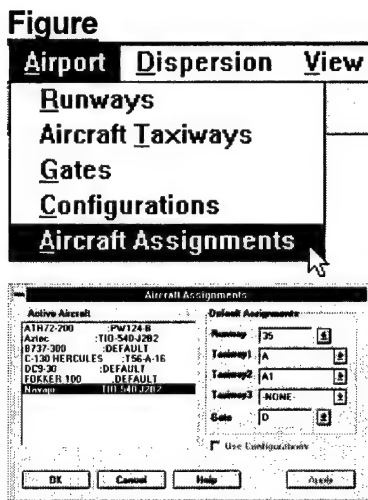 Figure
Airport Dispersion View
Runways
Aircraft Taxiways
Gates
Configurations
Aircraft Assignments
Aircraft Assignments
Active Aircraft
Default Assignments
ATR72-200 :PW124-B
Aztec :TIO-540-J2B2
B737-300 :DEFAULT
C-130 HERCULES :T56-A-16
DC9-30 :DEFAULT
FOKKER 100 :DEFAULT
Navajo TIO-540-J2B2
Runway 35
Taxiway1 A
Taxiway2 A1
Taxiway3 -NONE-
Gate D
Use Configurations
OK Cancel Help Apply